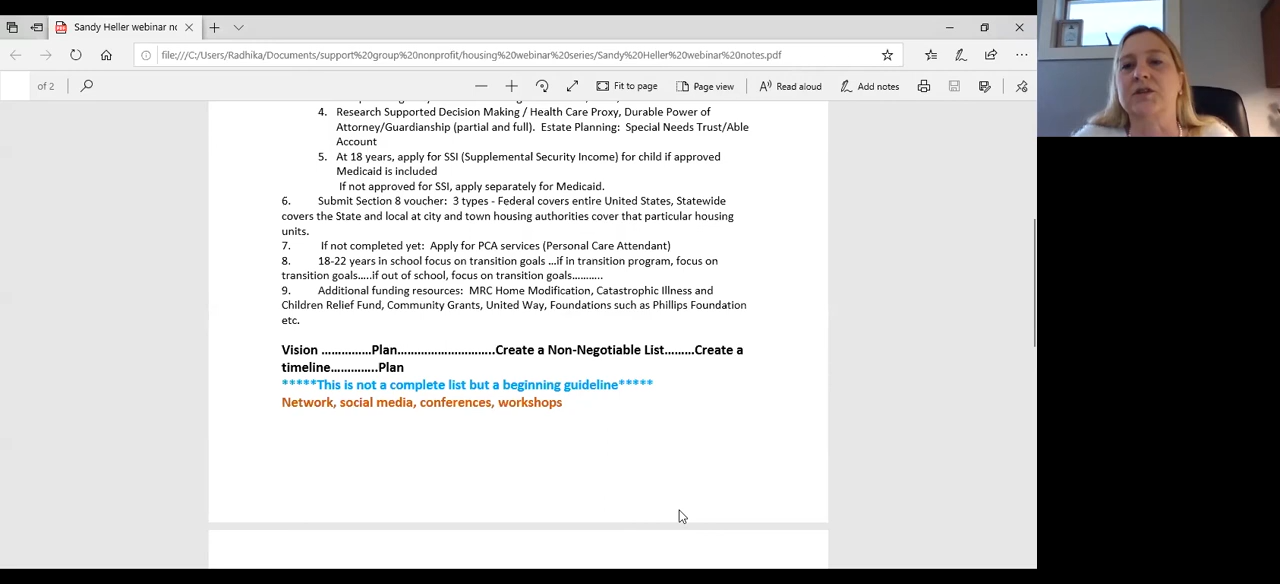 Sandy Heller webinar no
file:///C:/Users/Radhika/Documents/support%20group%20nonprofit/housing%20webinar%20series/Sandy%20Heller%20webinar%20notes.pdf
of 2
Fit to page
Page view
Read aloud
Add notes
4. Research Supported Decision Making / Health Care Proxy, Durable Power of
Attorney/Guardianship (partial and full). Estate Planning: Special Needs Trust/Able
Account
5. At 18 years, apply for SSI (Supplemental Security Income) for child if approved
Medicaid is included
If not approved for SSI, apply separately for Medicaid.
6. Submit Section 8 voucher: 3 types - Federal covers entire United States, Statewide
covers the State and local at city and town housing authorities cover that particular housing
units.
7. If not completed yet: Apply for PCA services (Personal Care Attendant)
8. 18-22 years in school focus on transition goals …if in transition program, focus on
transition goals…..if out of school, focus on transition goals………..
9. Additional funding resources: MRC Home Modification, Catastrophic Illness and
Children Relief Fund, Community Grants, United Way, Foundations such as Phillips Foundation
etc.
Vision ……………Plan………………………..Create a Non-Negotiable List………Create a
timeline…………..Plan
*****This is not a complete list but a beginning guideline*****
Network, social media, conferences, workshops